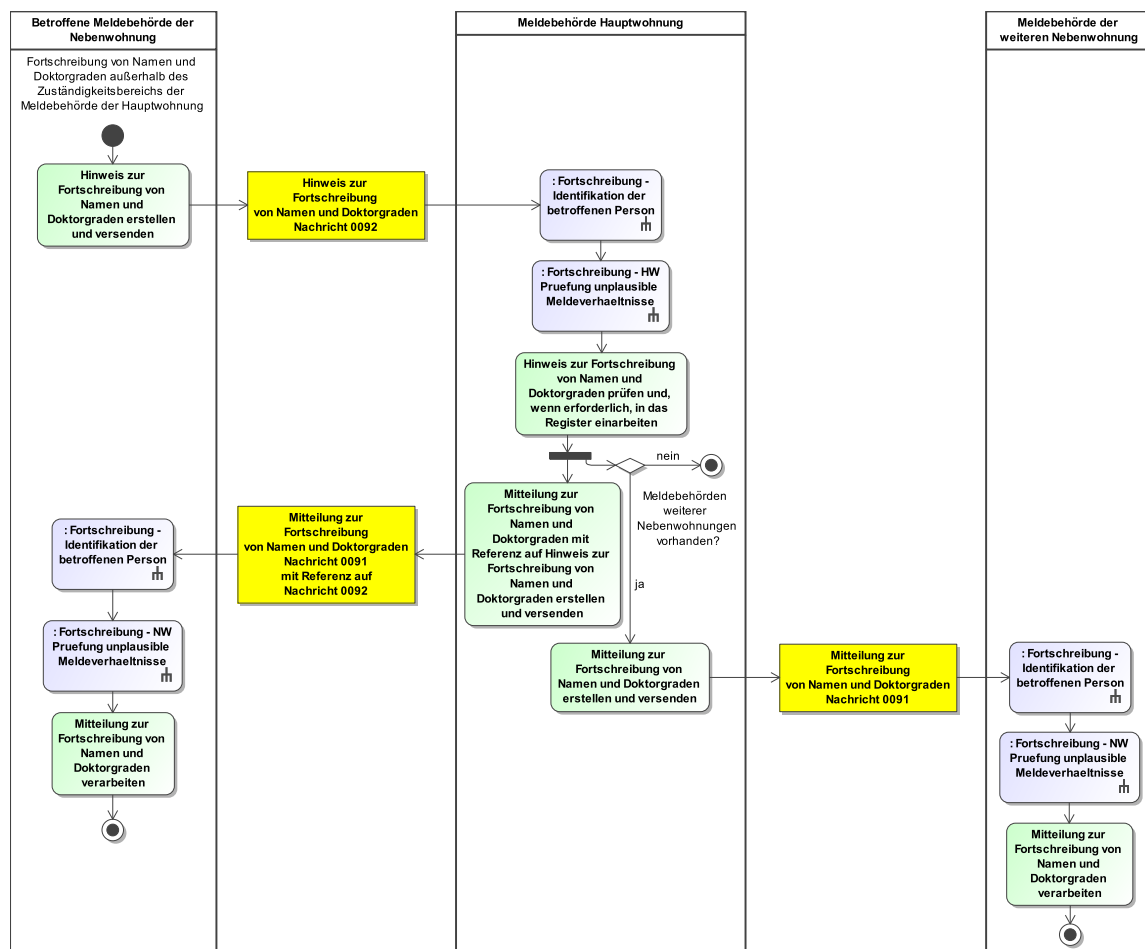 Betroffene Meldebehörde der
Nebenwohnung
Meldebehörde Hauptwohnung
Meldebehörde der
weiteren Nebenwohnung
Fortschreibung von Namen und
Doktorgraden außerhalb des
Zuständigkeitsbereichs der
Meldebehörde der Hauptwohnung
Hinweis zur
Fortschreibung von
Namen und
Doktorgraden erstellen
und versenden
Hinweis zur
Fortschreibung
von Namen und Doktorgraden
Nachricht 0092
: Fortschreibung -
Identifikation der
betroffenen Person
: Fortschreibung - HW
Pruefung unplausible
Meldeverhaeltnisse
Hinweis zur Fortschreibung
von Namen und
Doktorgraden prüfen und,
wenn erforderlich, in das
Register einarbeiten
nein
Meldebehörden
weiterer
Nebenwohnungen
vorhanden?
ja
Mitteilung zur
Fortschreibung von
Namen und
Doktorgraden mit
Referenz auf Hinweis zur
Fortschreibung von
Namen und
Doktorgraden erstellen
und versenden
Mitteilung zur
Fortschreibung
von Namen und Doktorgraden
Nachricht 0091
mit Referenz auf
Nachricht 0092
: Fortschreibung -
Identifikation der
betroffenen Person
: Fortschreibung - NW
Pruefung unplausible
Meldeverhaeltnisse
Mitteilung zur
Fortschreibung von
Namen und
Doktorgraden
verarbeiten
Mitteilung zur
Fortschreibung von
Namen und Doktorgraden
erstellen und versenden
Mitteilung zur
Fortschreibung
von Namen und Doktorgraden
Nachricht 0091
: Fortschreibung -
Identifikation der
betroffenen Person
: Fortschreibung - NW
Pruefung unplausible
Meldeverhaeltnisse
Mitteilung zur
Fortschreibung von
Namen und
Doktorgraden
verarbeiten